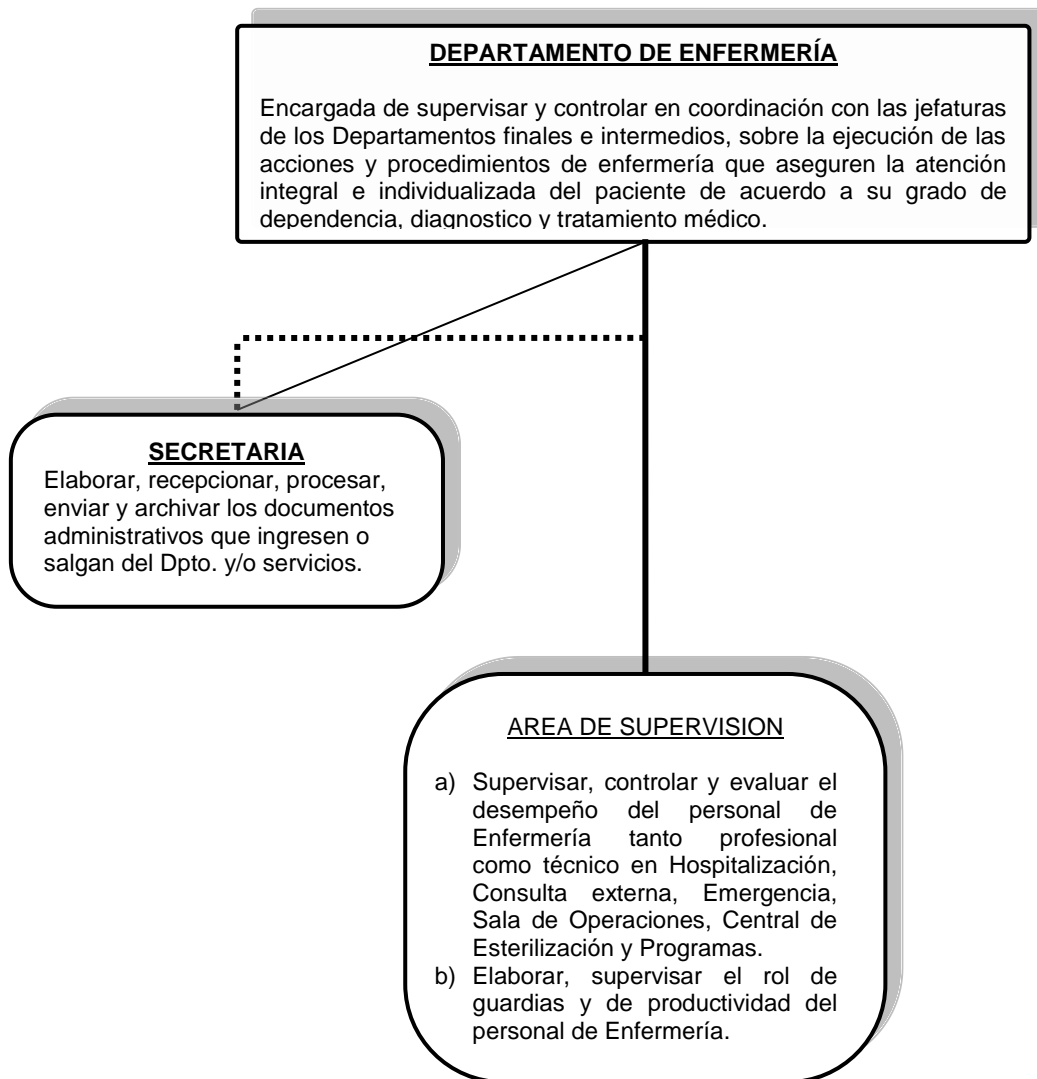 DEPARTAMENTO DE ENFERMERÍA
Encargada de supervisar y controlar en coordinación con las jefaturas
de los Departamentos finales e intermedios, sobre la ejecución de las
acciones y procedimientos de enfermería que aseguren la atención
integral e individualizada del paciente de acuerdo a su grado de
dependencia, diagnostico y tratamiento médico.
SECRETARIA
Elaborar, recepcionar, procesar,
enviar y archivar los documentos
administrativos que ingresen o
salgan del Dpto. y/o servicios.
AREA DE SUPERVISION
a) Supervisar, controlar y evaluar el
desempeño del personal de
Enfermería tanto profesional
como técnico en Hospitalización,
Consulta externa, Emergencia,
Sala de Operaciones, Central de
Esterilización y Programas.
b) Elaborar, supervisar el rol de
guardias y de productividad del
personal de Enfermería.